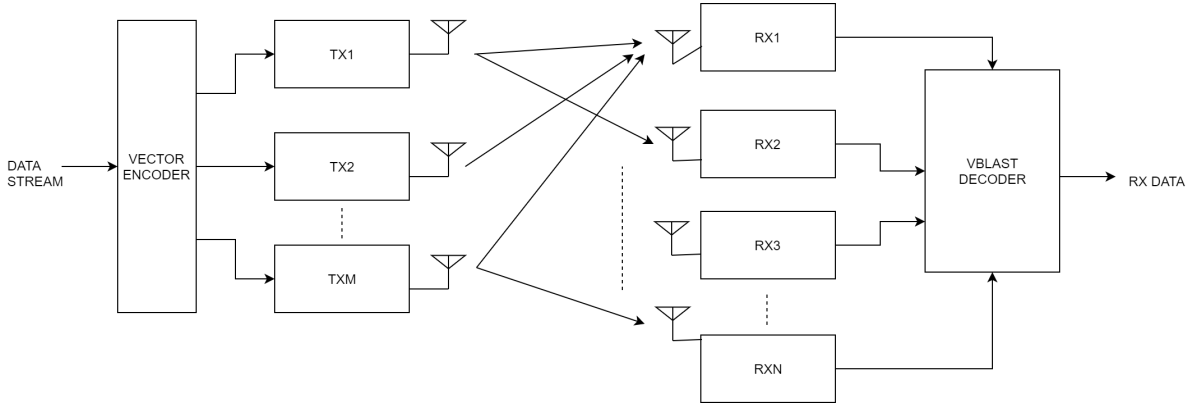 DATA
STREAM
VECTOR
ENCODER
TX1
TX2
TXM
RX1
RX2
RX3
RXN
VBLAST
DECODER
RX DATA